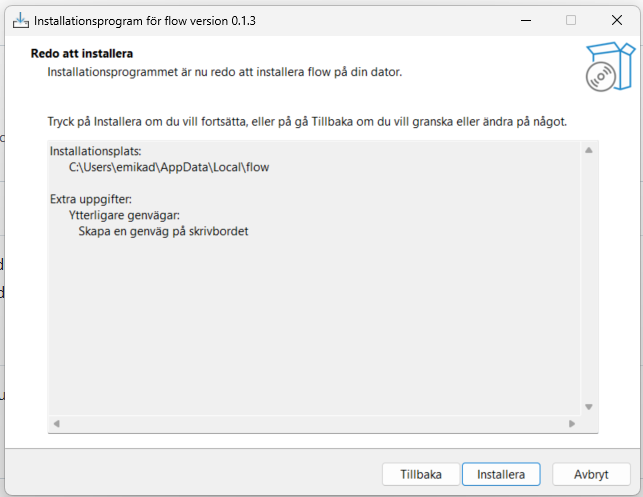 Installationsprogram för flow version 0.1.3
Redo att installera
Installationsprogrammet är nu redo att installera flow på din dator.
Tryck på Installera om du vill fortsätta, eller på gå Tillbaka om du vill granska eller ändra på något.
Installationsplats:
C:\Users\emikad\AppData\Local\flow
Extra uppgifter:
Ytterligare genvägar:
Skapa en genväg på skrivbordet
Tillbaka
Installera
Avbryt